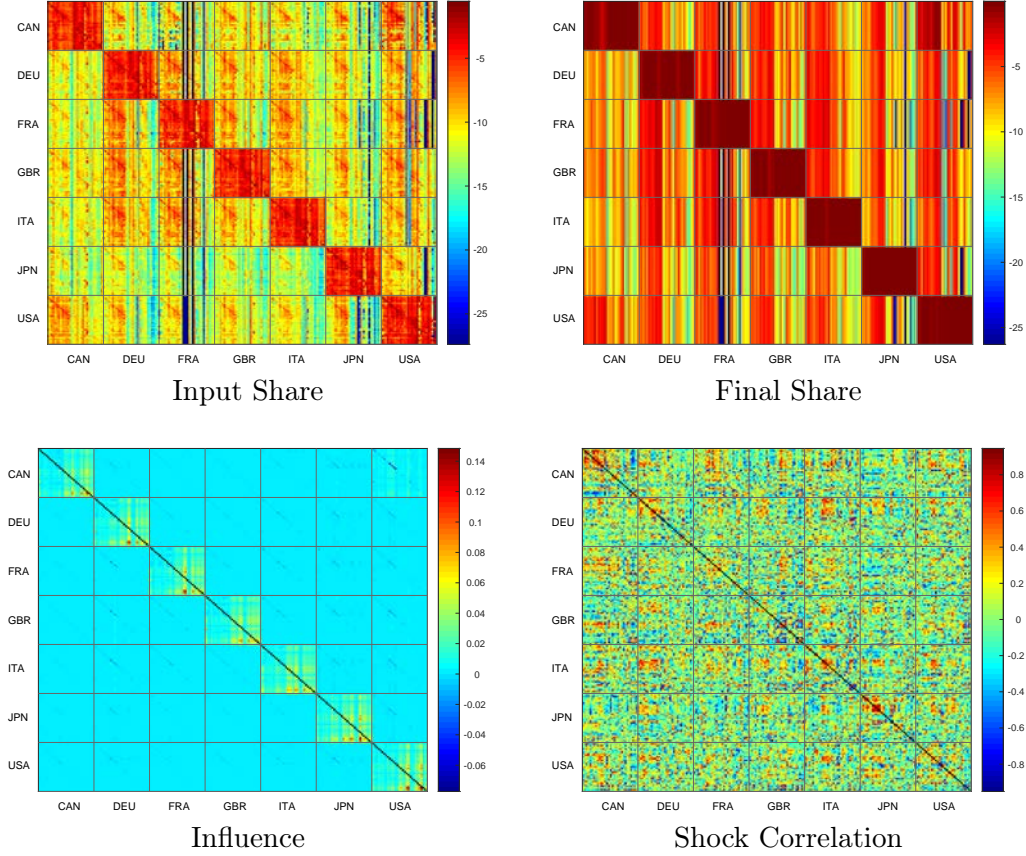 CAN
DEU
FRA
GBR
ITA
JPN
USA
CAN DEU FRA GBR ITA JPN USA
-5
-10
-15
-20
-25
Input Share
CAN
DEU
FRA
GBR
ITA
JPN
USA
CAN DEU FRA GBR ITA JPN USA
-5
-10
-15
-20
-25
Final Share
CAN
DEU
FRA
GBR
ITA
JPN
USA
CAN DEU FRA GBR ITA JPN USA
0.14
0.12
0.1
0.08
0.06
0.04
0.02
0
-0.02
-0.04
-0.06
Influence
CAN
DEU
FRA
GBR
ITA
JPN
USA
CAN DEU FRA GBR ITA JPN USA
0.8
0.6
0.4
0.2
0
-0.2
-0.4
-0.6
-0.8
Shock Correlation